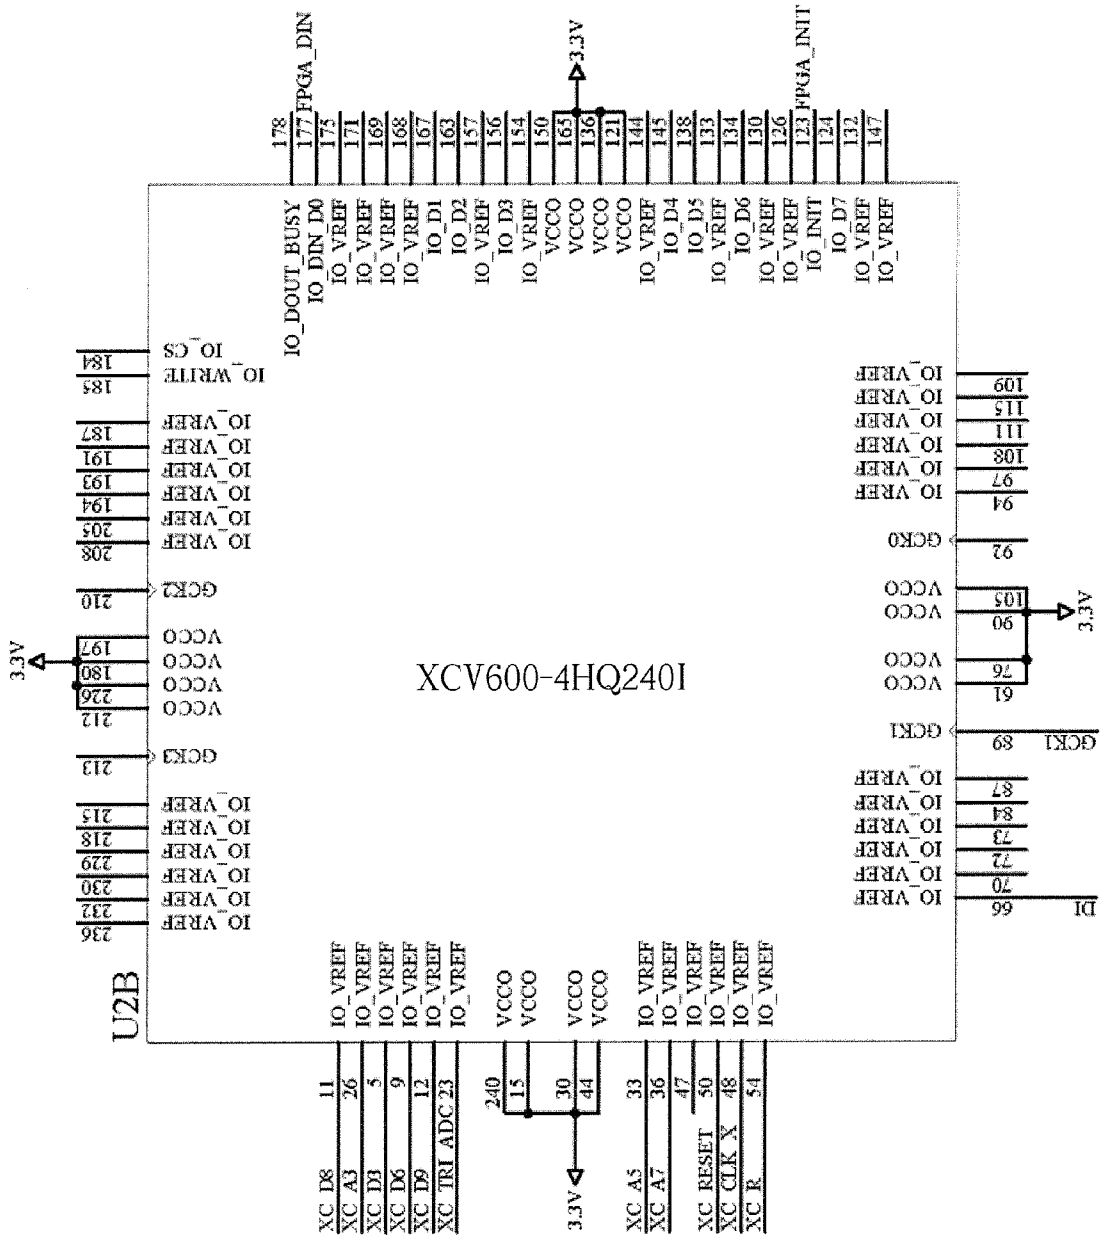 178
177 FPGA_DIN
175
171
169
168
167
163
157
156
154
150
165
136
121
144
145
138
133
134
130
126
123 FPGA_INIT
124
132
147
3.3V
IO_DOUT_BUSY
IO_DIN_D0
IO_VREF
IO_VREF
IO_VREF
IO_VREF
IO_D1
IO_D2
IO_VREF
IO_D3
IO_VREF
VCCO
VCCO
VCCO
VCCO
IO_VREF
IO_D4
IO_D5
IO_VREF
IO_D6
IO_VREF
IO_VREF
IO_INIT
IO_D7
IO_VREF
IO_VREF
184 IO_CS
185 IO_WRITE
187 IO_VREF
191 IO_VREF
193 IO_VREF
194 IO_VREF
205 IO_VREF
208 IO_VREF
210 GCK2
3.3V
197 VCCO
180 VCCO
226 VCCO
212 VCCO
213 GCK3
215 IO_VREF
218 IO_VREF
229 IO_VREF
230 IO_VREF
232 IO_VREF
236 IO_VREF
XCV600-4HQ240I
IO_VREF 109
IO_VREF 115
IO_VREF 111
IO_VREF 108
IO_VREF 97
IO_VREF 94
GCK0 92
VCCO 105
VCCO 90
3.3V
VCCO 76
VCCO 61
GCK1 89 GCK1
IO_VREF 87
IO_VREF 84
IO_VREF 73
IO_VREF 72
IO_VREF 70
IO_VREF 66 DI
U2B
IO_VREF
IO_VREF
IO_VREF
IO_VREF
IO_VREF
IO_VREF
VCCO
VCCO
VCCO
VCCO
IO_VREF
IO_VREF
IO_VREF
IO_VREF
IO_VREF
IO_VREF
XC_D8 11
XC_A3 26
XC_D3 5
XC_D6 9
XC_D9 12
XC_TRI_ADC 23
240
15
30
44
3.3V
XC_A5 33
XC_A7 36
47
XC_RESET 50
XC_CLK_X 48
XC_R 54